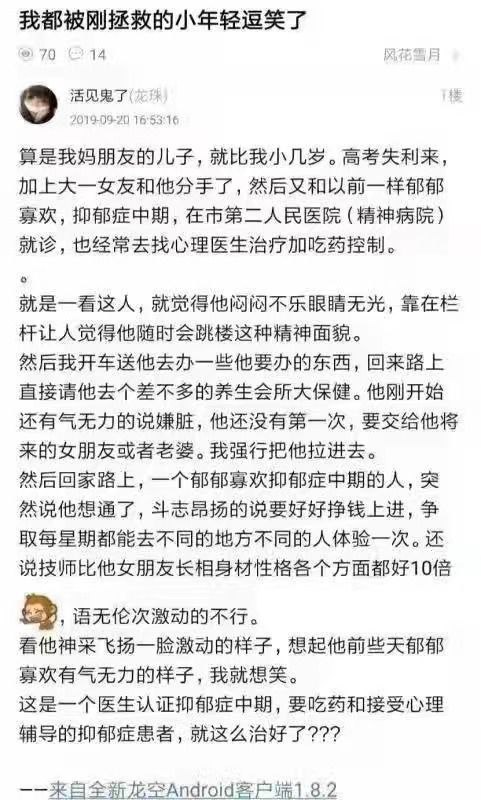 我都被刚拯救的小年轻逗笑了
70 14 风花雪月
活见鬼了(龙珠)
1楼
2019-09-20 16:53:16
算是我妈朋友的儿子，就比我小几岁。高考失利来，
加上大一女友和他分手了，然后又和以前一样郁郁
寡欢，抑郁症中期，在市第二人民医院（精神病院）
就诊，也经常去找心理医生治疗加吃药控制。
。
就是一看这人，就觉得他闷闷不乐眼睛无光，靠在栏
杆让人觉得他随时会跳楼这种精神面貌。
然后我开车送他去办一些他要办的东西，回来路上
直接请他去个差不多的养生会所大保健。他刚开始
还有气无力的说嫌脏，他还没有第一次，要交给他将
来的女朋友或者老婆。我强行把他拉进去。
然后回家路上，一个郁郁寡欢抑郁症中期的人，突
然说他想通了，斗志昂扬的说要好好挣钱上进，争
取每星期都能去不同的地方不同的人体验一次。还
说技师比他女朋友长相身材性格各个方面都好10倍
，语无伦次激动的不行。
看他神采飞扬一脸激动的样子，想起他前些天郁郁
寡欢有气无力的样子，我就想笑。
这是一个医生认证抑郁症中期，要吃药和接受心理
辅导的抑郁症患者，就这么治好了???
——来自全新龙空Android客户端1.8.2